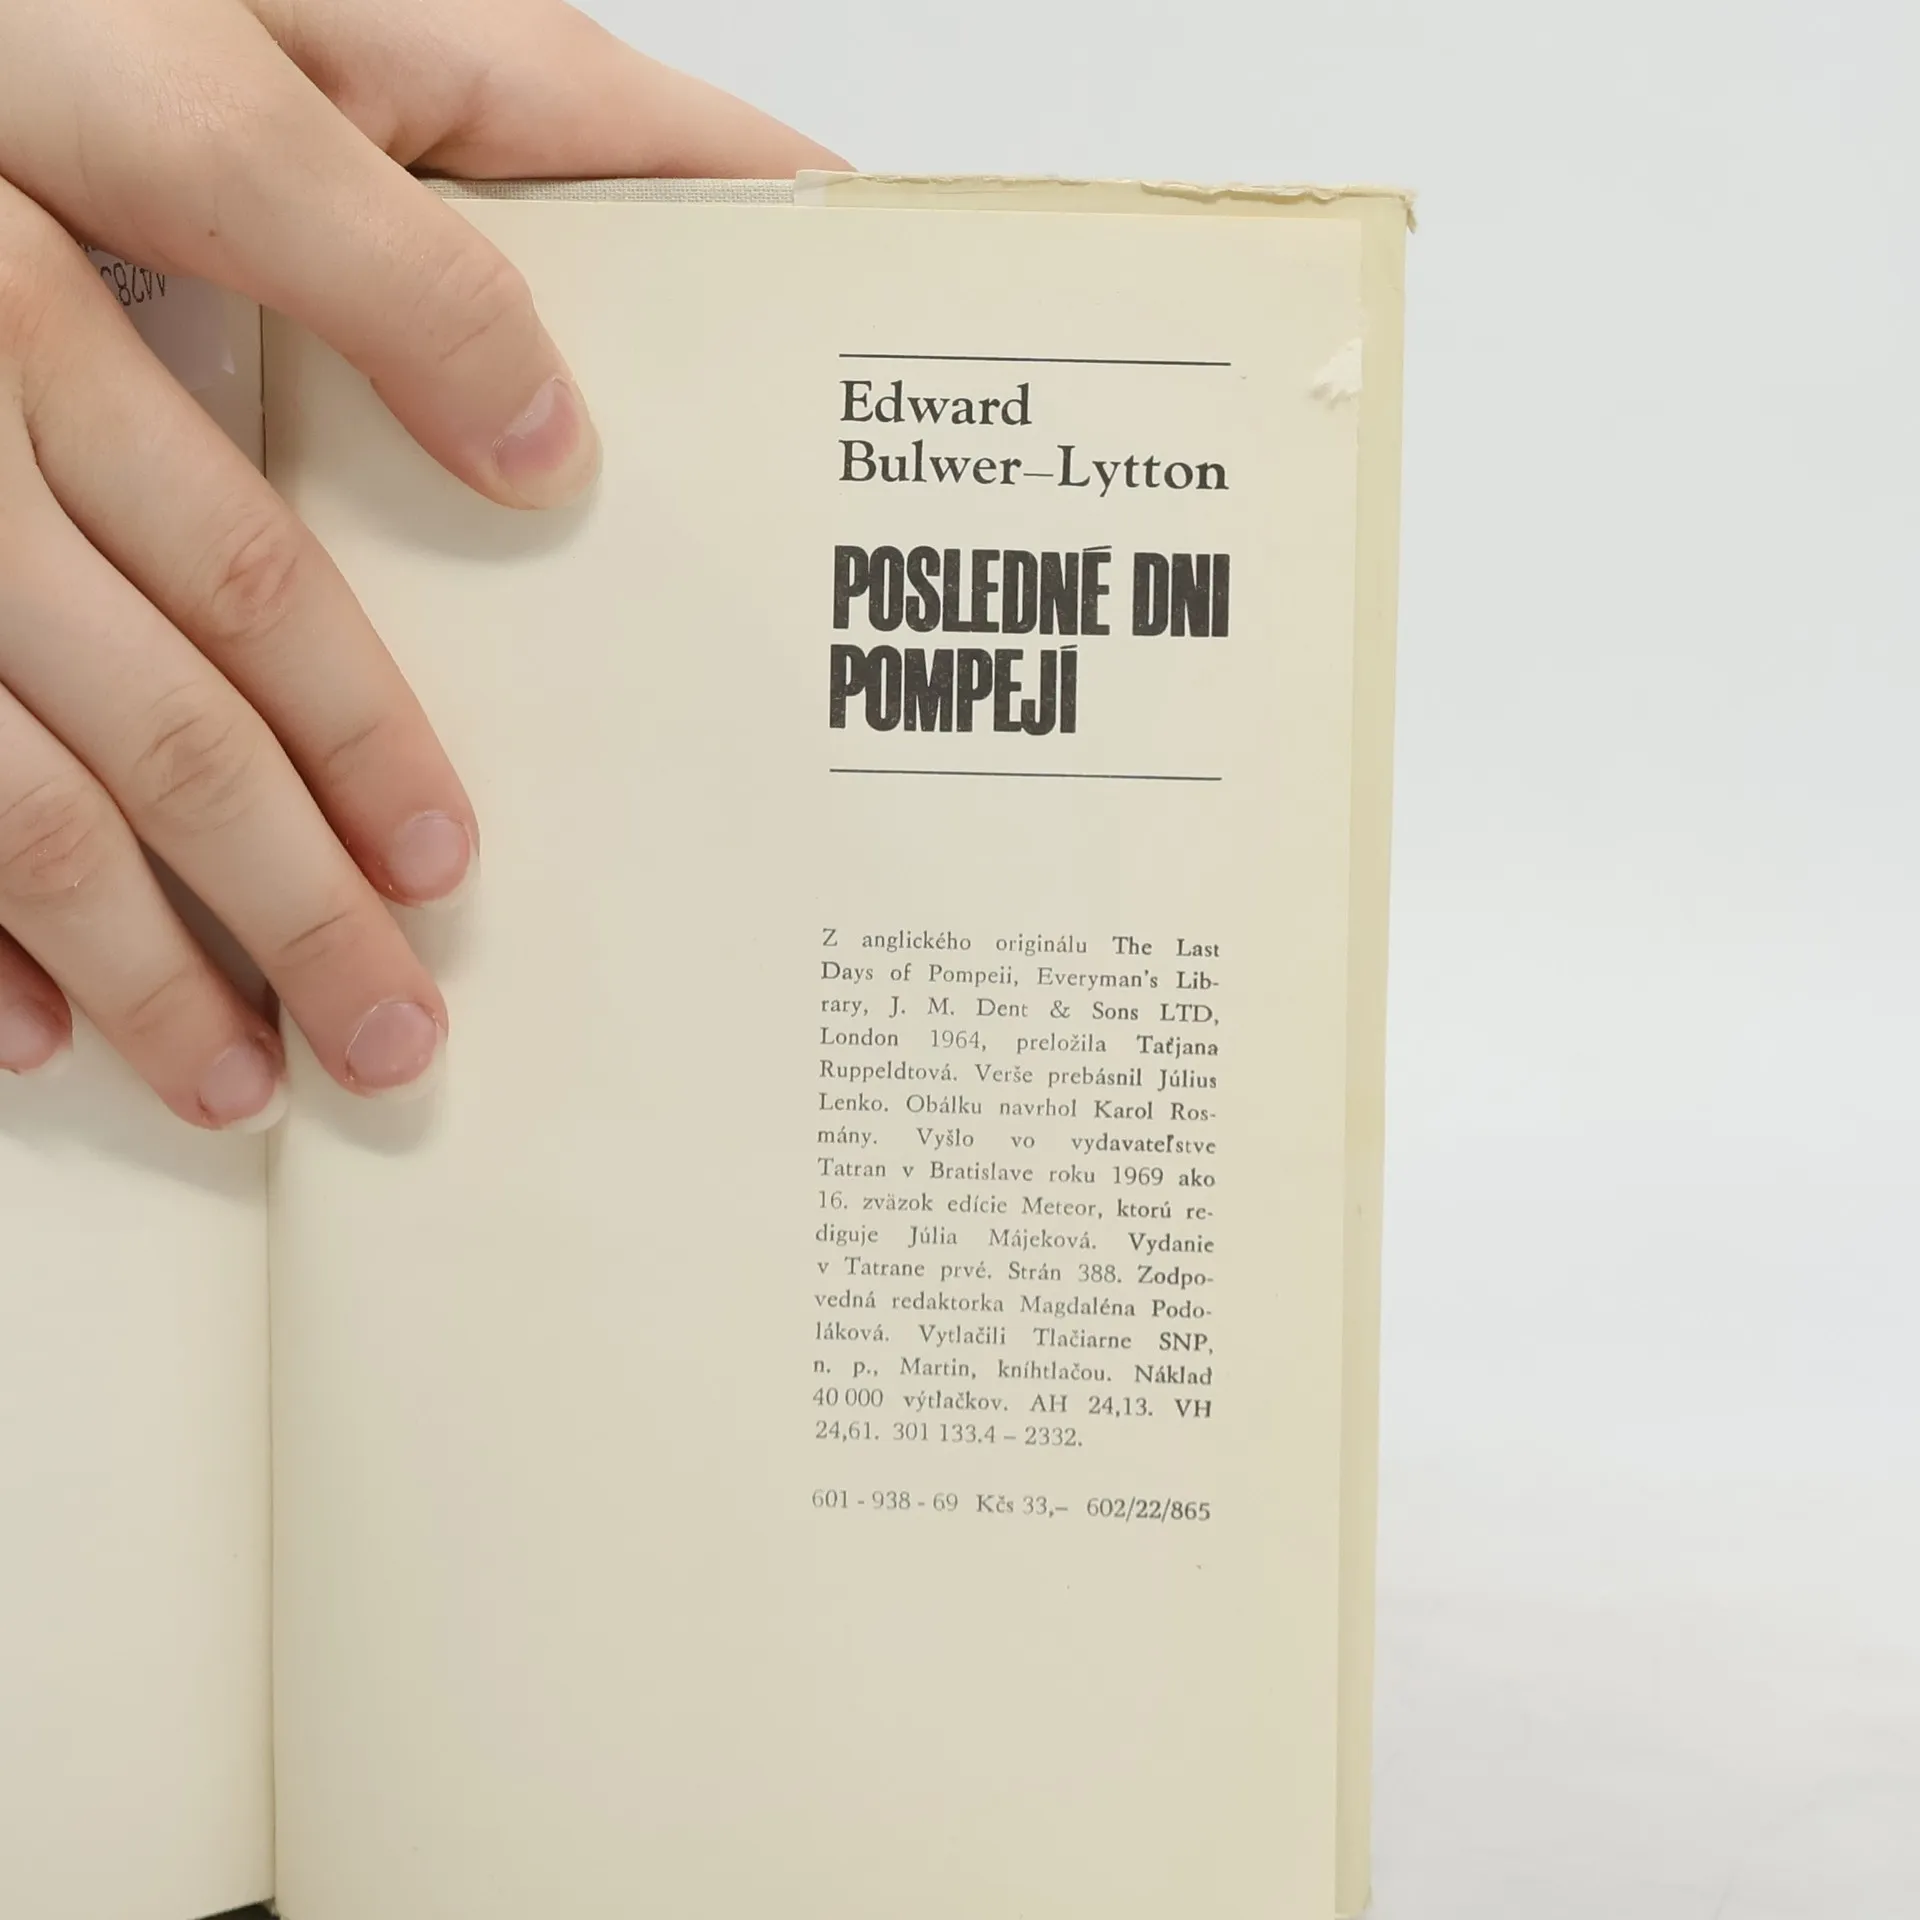 Edward
Bulwer–Lytton
POSLEDNÉ DNI
POMPEJÍ
Z anglického originálu The Last
Days of Pompeii, Everyman's Lib-
rary, J. M. Dent & Sons LTD,
London 1964, preložila Taťjana
Ruppeldtová. Verše prebásnil Július
Lenko. Obálku navrhol Karol Ros-
mány. Vyšlo vo vydavateľstve
Tatran v Bratislave roku 1969 ako
16. zväzok edície Meteor, ktorú re-
diguje Júlia Májeková. Vydanie
v Tatrane prvé. Strán 388. Zodpo-
vedná redaktorka Magdaléna Podo-
láková. Vytlačili Tlačiarne SNP,
n. p., Martin, kníhtlačou. Náklad
40 000 výtlačkov. AH 24,13. VH
24,61. 301 133.4 – 2332.
601 - 938 - 69 Kčs 33,– 602/22/865